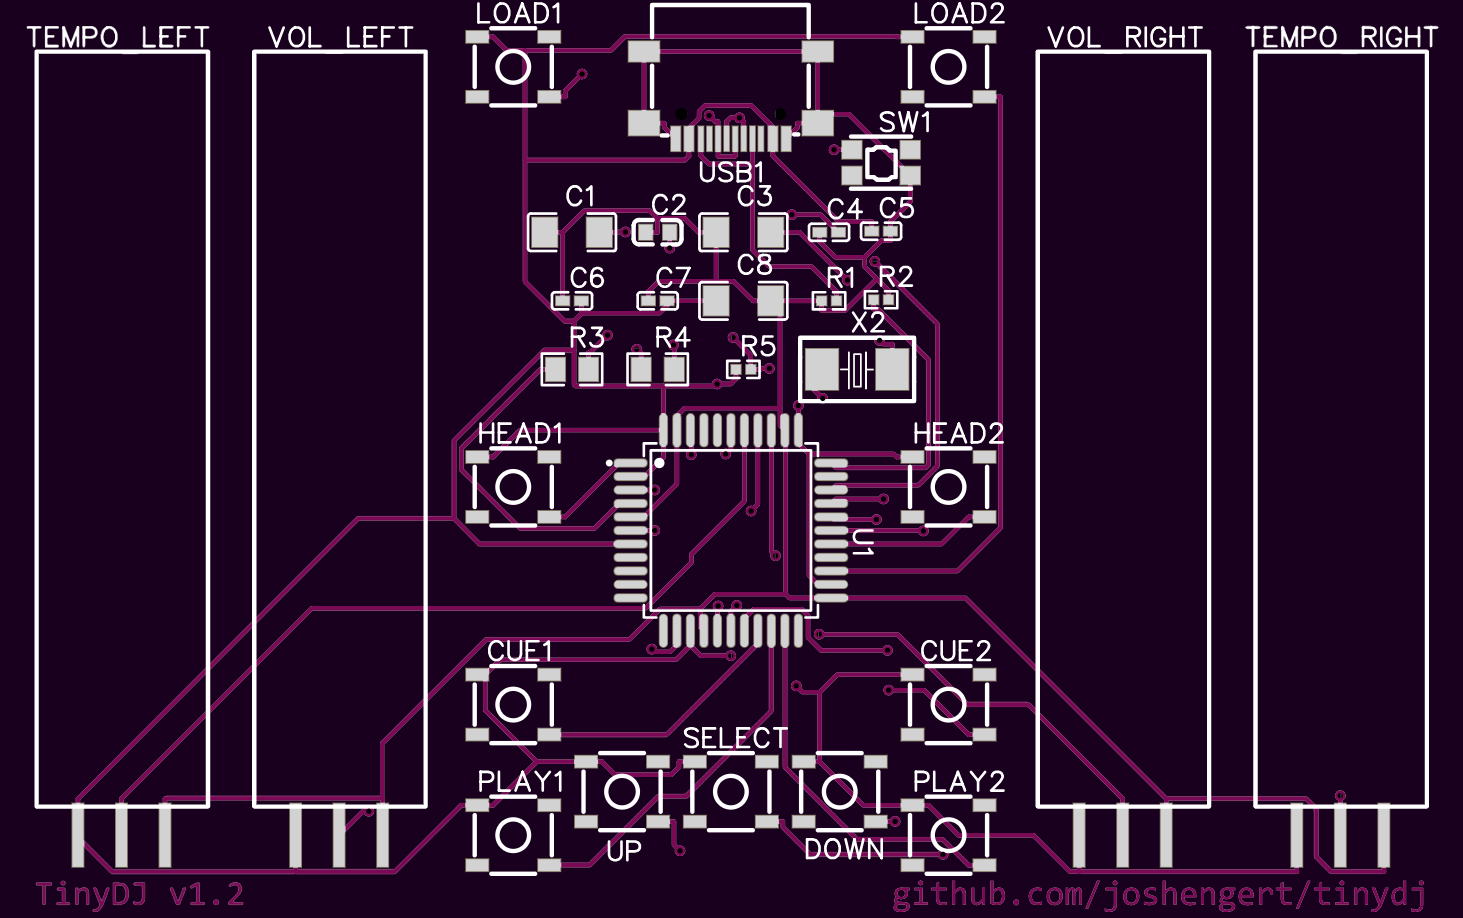 LOAD1
LOAD2
TEMPO LEFT
VOL LEFT
VOL RIGHT
TEMPO RIGHT
SW1
USB1
C1
C2
C3
C4
C5
C6
C7
C8
R1
R2
X2
R3
R4
R5
HEAD1
HEAD2
U1
CUE1
CUE2
SELECT
PLAY1
PLAY2
UP
DOWN
TinyDJ v1.2
github.com/joshengert/tinydj